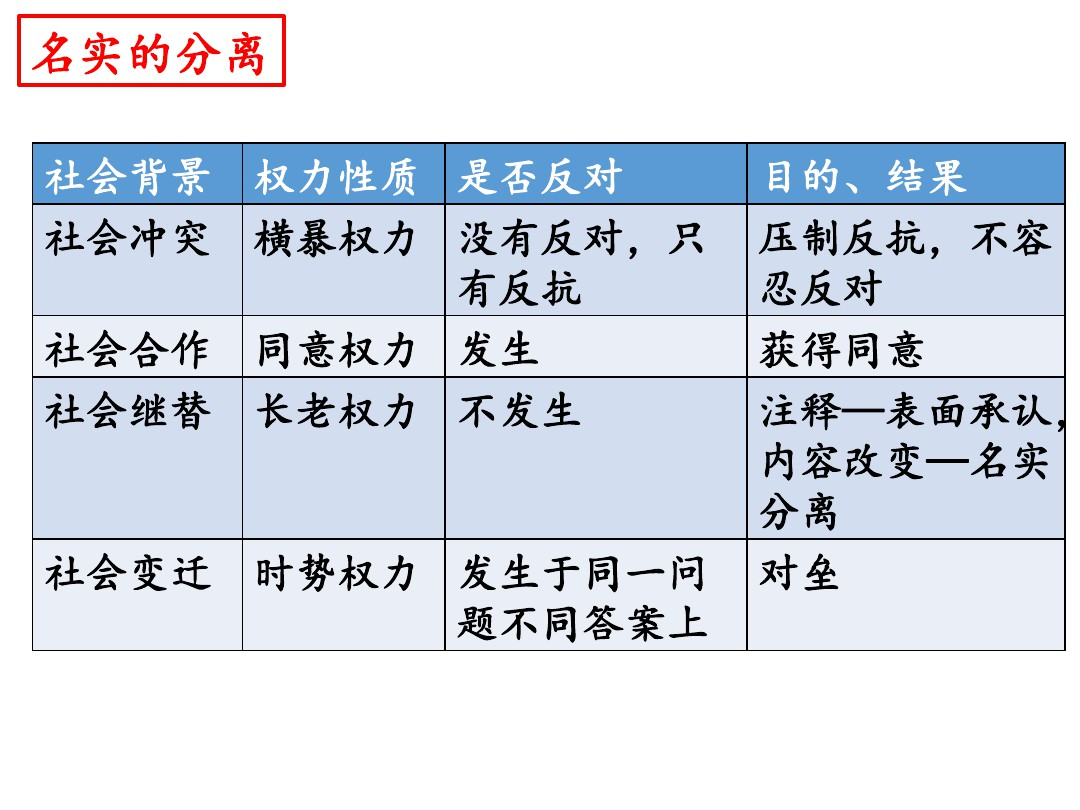 名实的分离
社会背景 权力性质 是否反对 目的、结果
社会冲突 横暴权力 没有反对，只 压制反抗，不容
有反抗 忍反对
社会合作 同意权力 发生 获得同意
社会继替 长老权力 不发生 注释—表面承认，
内容改变—名实
分离
社会变迁 时势权力 发生于同一问 对垒
题不同答案上